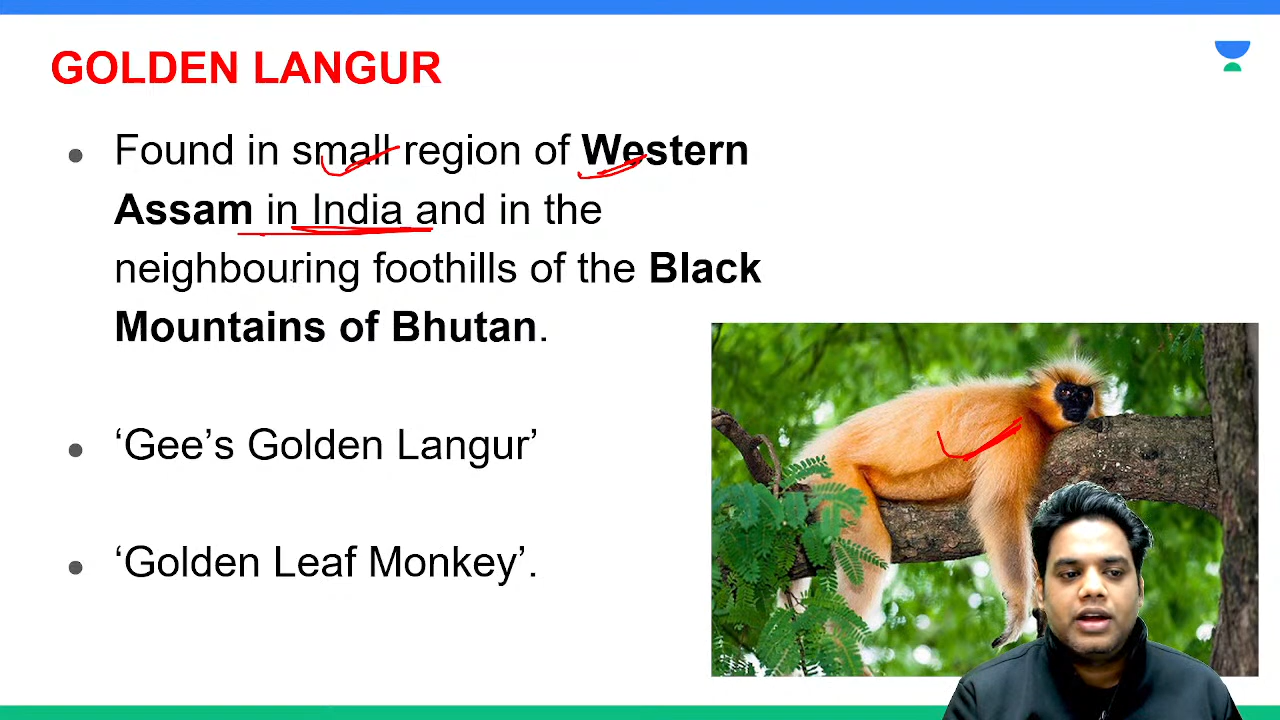 GOLDEN LANGUR
● Found in small region of Western
Assam in India and in the
neighbouring foothills of the Black
Mountains of Bhutan.
● ‘Gee’s Golden Langur’
● ‘Golden Leaf Monkey’.